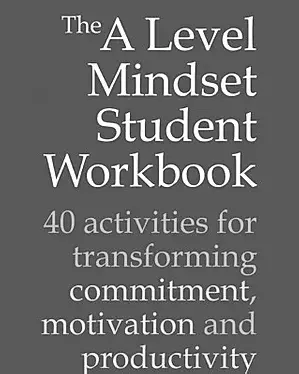 The A Level
Mindset
Student
Workbook
40 activities for
transforming
commitment,
motivation and
productivity